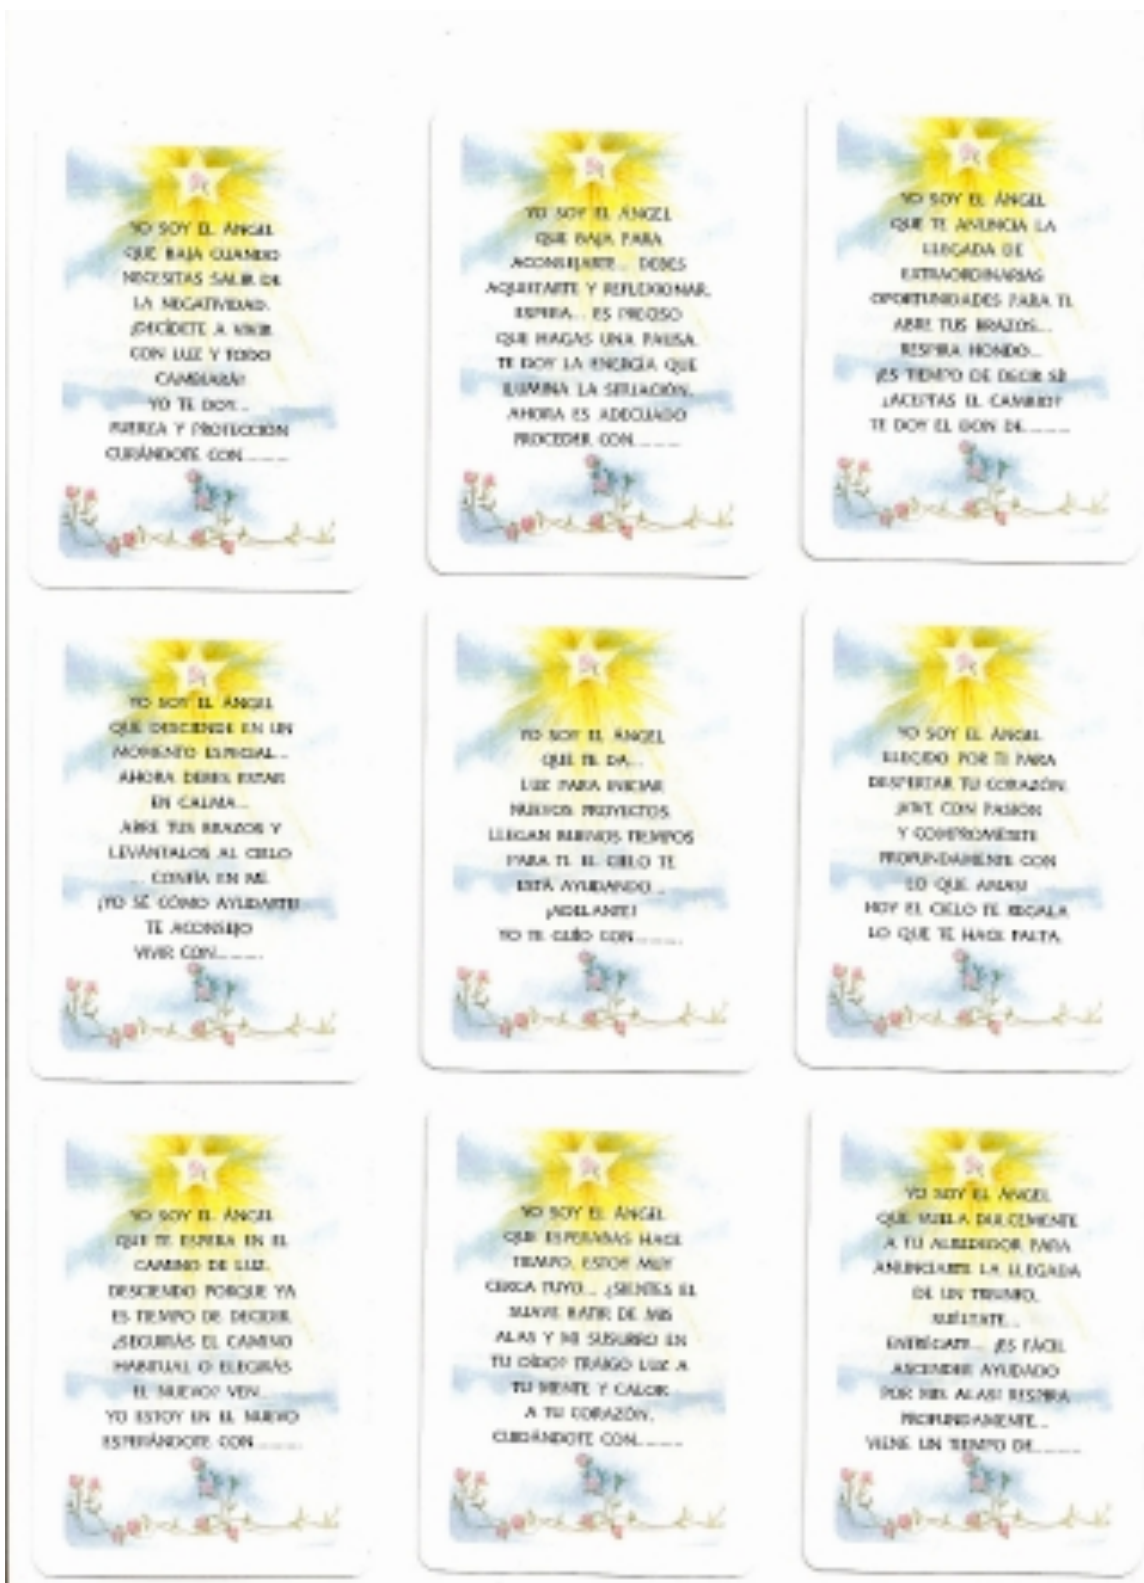 YO SOY EL ÁNGEL
QUE BAJA CUANDO
NECESITAS SALIR DE
LA NEGATIVIDAD.
¡DECÍDETE A VIVIR
CON LUZ Y TODO
CAMBIARÁ!
YO TE DOY...
FUERZA Y PROTECCIÓN
CURÁNDOTE CON........
YO SOY EL ÁNGEL
QUE BAJA PARA
ACONSEJARTE... DEBES
AQUIETARTE Y REFLEXIONAR.
ESPERA... ES PRECISO
QUE HAGAS UNA PAUSA.
TE DOY LA ENERGÍA QUE
ILUMINA LA SITUACIÓN.
AHORA ES ADECUADO
PROCEDER CON........
YO SOY EL ÁNGEL
QUE TE ANUNCIA LA
LLEGADA DE
EXTRAORDINARIAS
OPORTUNIDADES PARA TI.
ABRE TUS BRAZOS...
RESPIRA HONDO...
¡ES TIEMPO DE DECIR SÍ!
¿ACEPTAS EL CAMBIO?
TE DOY EL DON DE........
YO SOY EL ÁNGEL
QUE DESCIENDE EN UN
MOMENTO ESPECIAL...
AHORA DEBES ESTAR
EN CALMA...
ABRE TUS BRAZOS Y
LEVÁNTALOS AL CIELO
... CONFÍA EN MÍ.
¡YO SÉ CÓMO AYUDARTE!
TE ACONSEJO
VIVIR CON........
YO SOY EL ÁNGEL
QUE TE DA...
LUZ PARA INICIAR
NUEVOS PROYECTOS.
LLEGAN BUENOS TIEMPOS
PARA TI. EL CIELO TE
ESTÁ AYUDANDO...
¡ADELANTE!
YO TE GUÍO CON........
YO SOY EL ÁNGEL
ELEGIDO POR TI PARA
DESPERTAR TU CORAZÓN.
¡VIVE CON PASIÓN
Y COMPROMÉTETE
PROFUNDAMENTE CON
LO QUE AMAS!
HOY EL CIELO TE REGALA
LO QUE TE HACE FALTA.
YO SOY EL ÁNGEL
QUE TE ESPERA EN EL
CAMINO DE LUZ.
DESCIENDO PORQUE YA
ES TIEMPO DE DECIDIR.
¿SEGUIRÁS EL CAMINO
HABITUAL O ELEGIRÁS
EL NUEVO? VEN...
YO ESTOY EN EL NUEVO
ESPERÁNDOTE CON........
YO SOY EL ÁNGEL
QUE ESPERABAS HACE
TIEMPO. ESTOY MUY
CERCA TUYO... ¿SIENTES EL
SUAVE BATIR DE MIS
ALAS Y MI SUSURRO EN
TU OÍDO? TRAIGO LUZ A
TU MENTE Y CALOR
A TU CORAZÓN,
CUIDÁNDOTE CON........
YO SOY EL ÁNGEL
QUE VUELA DULCEMENTE
A TU ALREDEDOR PARA
ANUNCIARTE LA LLEGADA
DE UN TRIUNFO.
SUÉLTATE...
ENTRÉGATE... ¡ES FÁCIL
ASCENDER AYUDADO
POR MIS ALAS! RESPIRA
PROFUNDAMENTE...
VIENE UN TIEMPO DE........